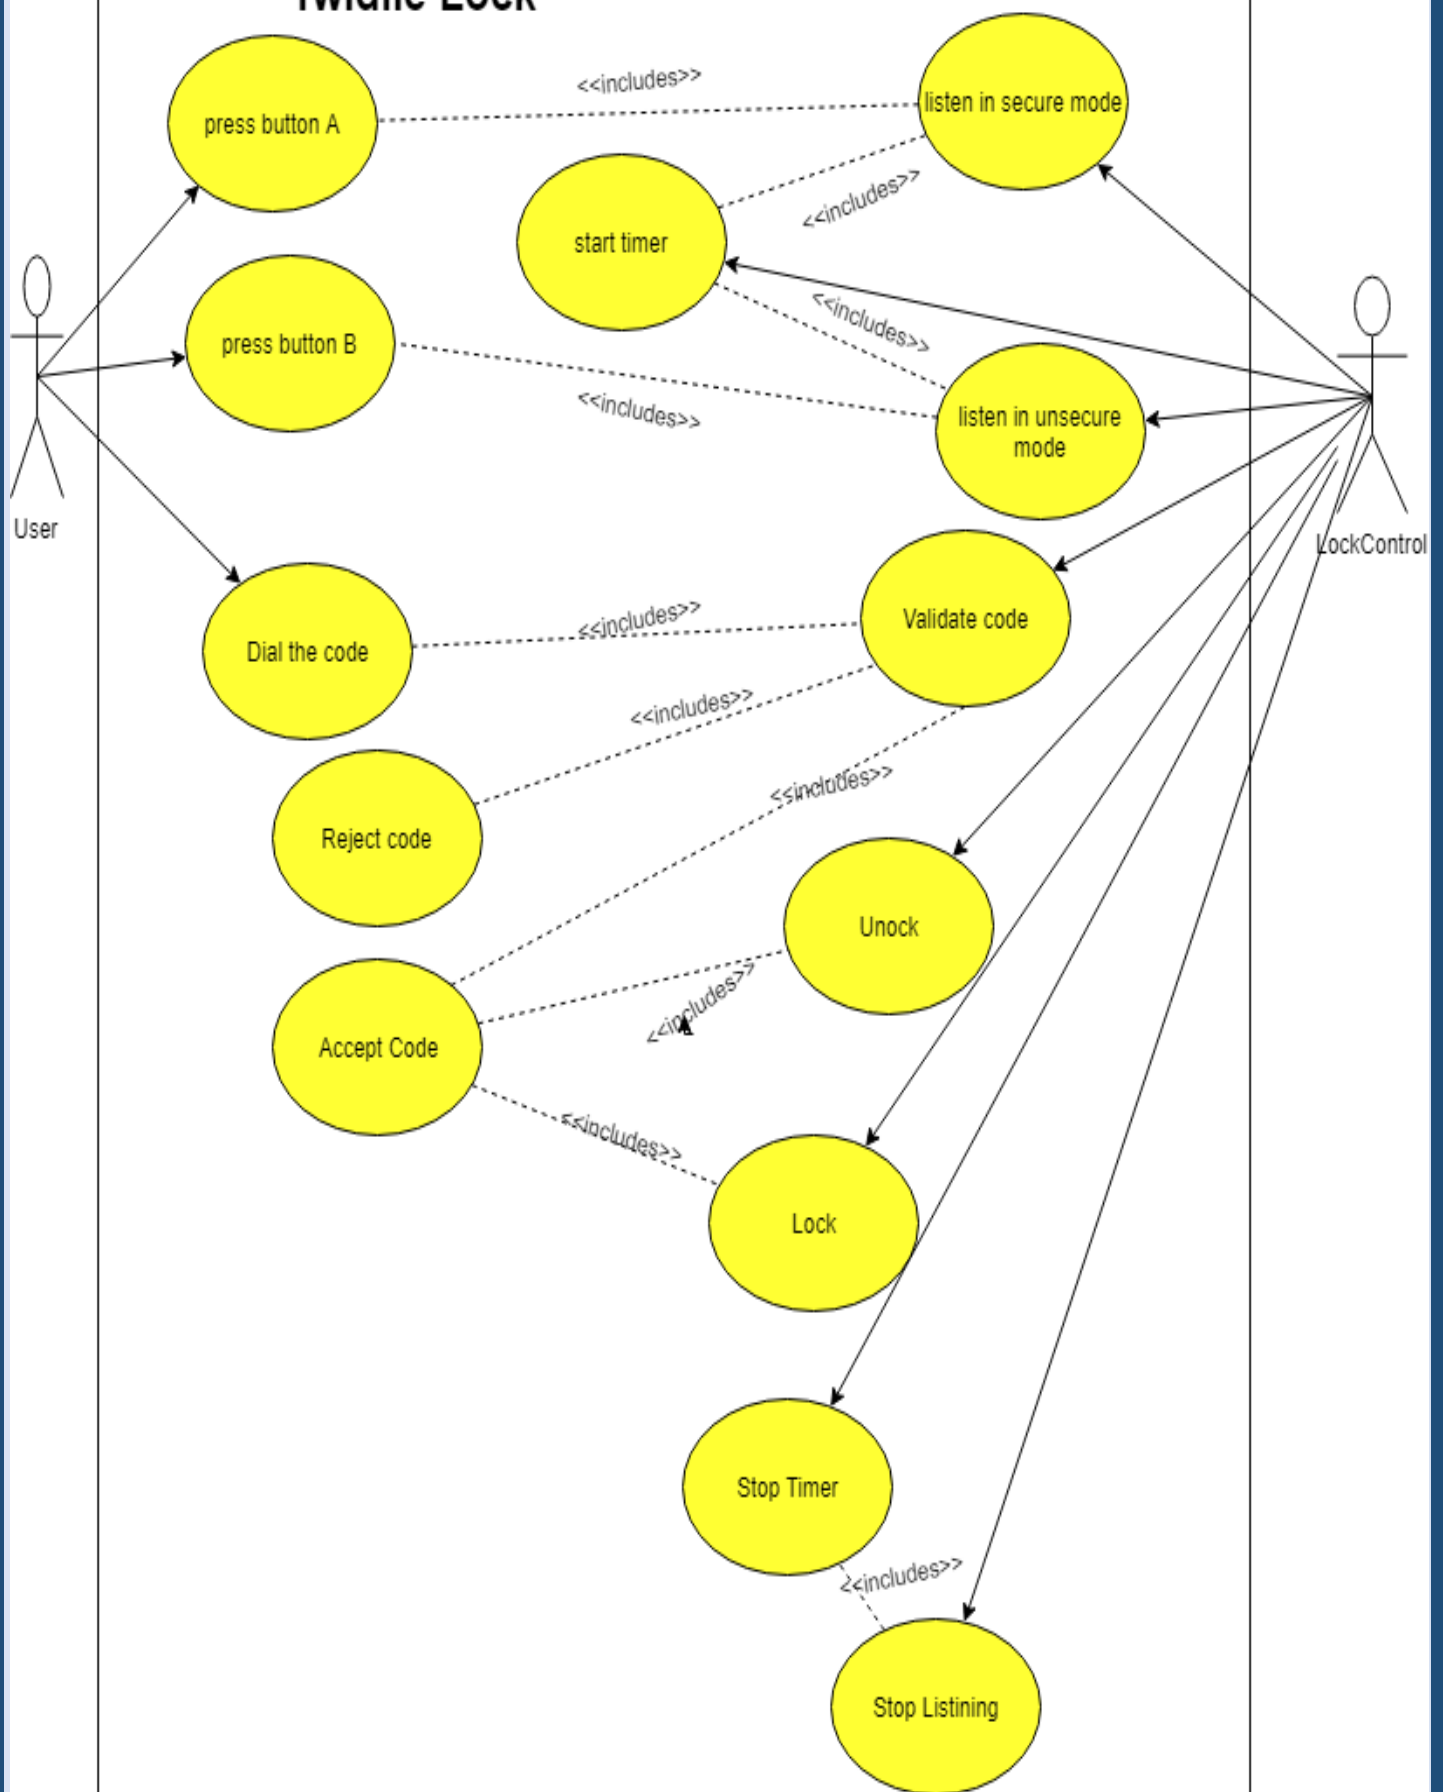 Lock
<<includes>>
listen in secure mode
press button A
<<includes>>
start timer
<<includes>>
press button B
<<includes>>
listen in unsecure
mode
User
LockControl
<<includes>>
Validate code
Dial the code
<<includes>>
<<includes>>
Reject code
Unock
<<includes>>
Accept Code
<<includes>>
Lock
Stop Timer
<<includes>>
Stop Listining